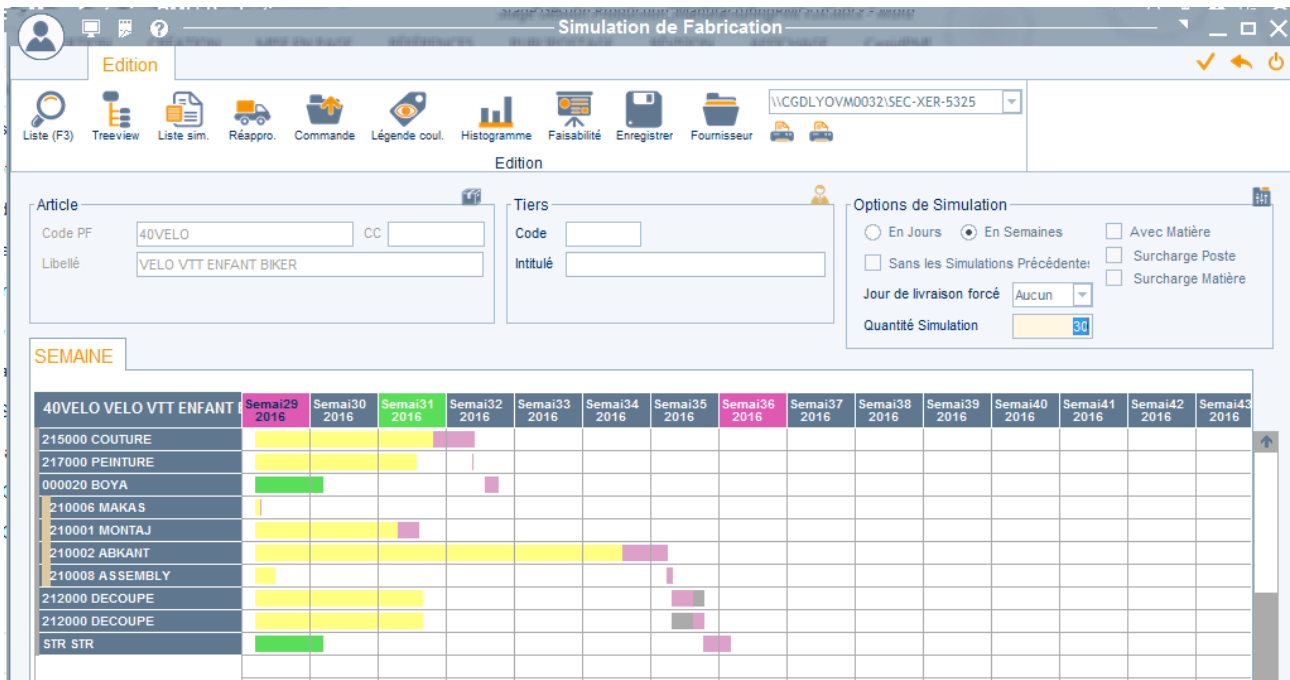 Simulation de Fabrication
Edition
Liste (F3) Treeview Liste sim. Réappro. Commande Légende coul. Histogramme Faisabilité Enregistrer Fournisseur
\\CGDLYOVM0032\SEC-XER-5325
Edition
Article
Code PF 40VELO CC
Libellé VELO VTT ENFANT BIKER
Tiers
Code
Intitulé
Options de Simulation
En Jours En Semaines Avec Matière
Sans les Simulations Précédentes Surcharge Poste
Surcharge Matière
Jour de livraison forcé Aucun
Quantité Simulation 30
SEMAINE
40VELO VELO VTT ENFANT Semai29 Semai30 Semai31 Semai32 Semai33 Semai34 Semai35 Semai36 Semai37 Semai38 Semai39 Semai40 Semai41 Semai42 Semai43
2016 2016 2016 2016 2016 2016 2016 2016 2016 2016 2016 2016 2016 2016 2016
215000 COUTURE
217000 PEINTURE
000020 BOYA
210006 MAKAS
210001 MONTAJ
210002 ABKANT
210008 ASSEMBLY
212000 DECOUPE
212000 DECOUPE
STR STR